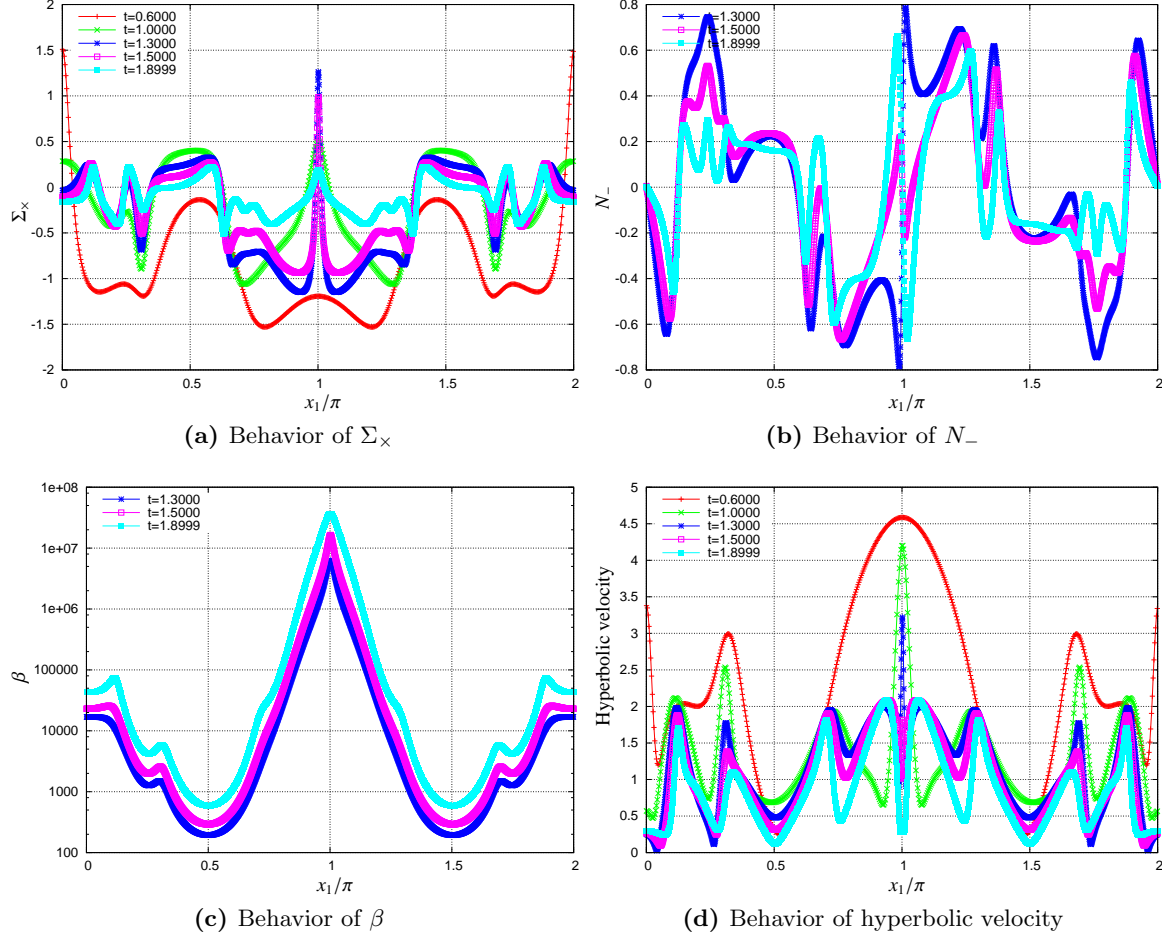 t=0.6000
t=1.0000
t=1.3000
t=1.5000
t=1.8999
2
1.5
1
0.5
0
-0.5
-1
-1.5
-2
Σ×
0 0.5 1 1.5 2
x₁/π
(a) Behavior of Σ×
t=1.3000
t=1.5000
t=1.8999
0.8
0.6
0.4
0.2
0
-0.2
-0.4
-0.6
-0.8
N₋
0 0.5 1 1.5 2
x₁/π
(b) Behavior of N₋
t=1.3000
t=1.5000
t=1.8999
1e+08
1e+07
1e+06
100000
10000
1000
100
β
0 0.5 1 1.5 2
x₁/π
(c) Behavior of β
t=0.6000
t=1.0000
t=1.3000
t=1.5000
t=1.8999
5
4.5
4
3.5
3
2.5
2
1.5
1
0.5
0
Hyperbolic velocity
0 0.5 1 1.5 2
x₁/π
(d) Behavior of hyperbolic velocity